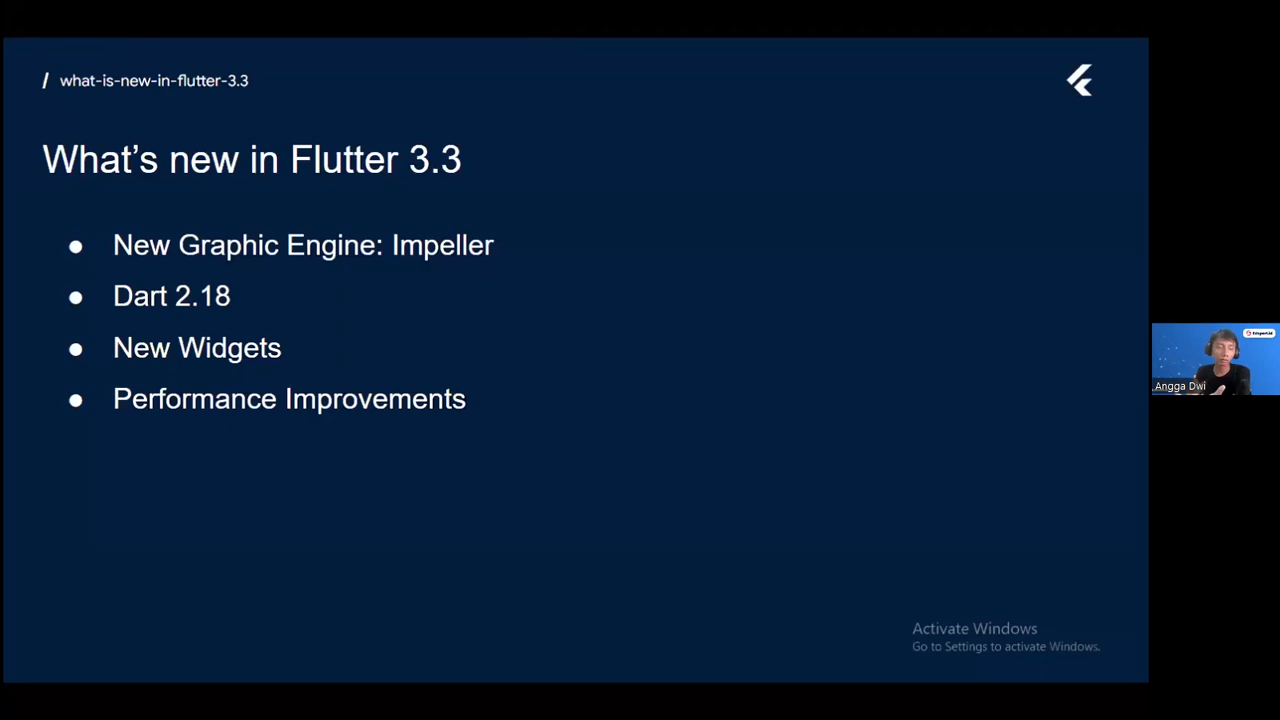 / what-is-new-in-flutter-3.3
What's new in Flutter 3.3
● New Graphic Engine: Impeller
● Dart 2.18
● New Widgets
● Performance Improvements
Angga Dwi
Activate Windows
Go to Settings to activate Windows.